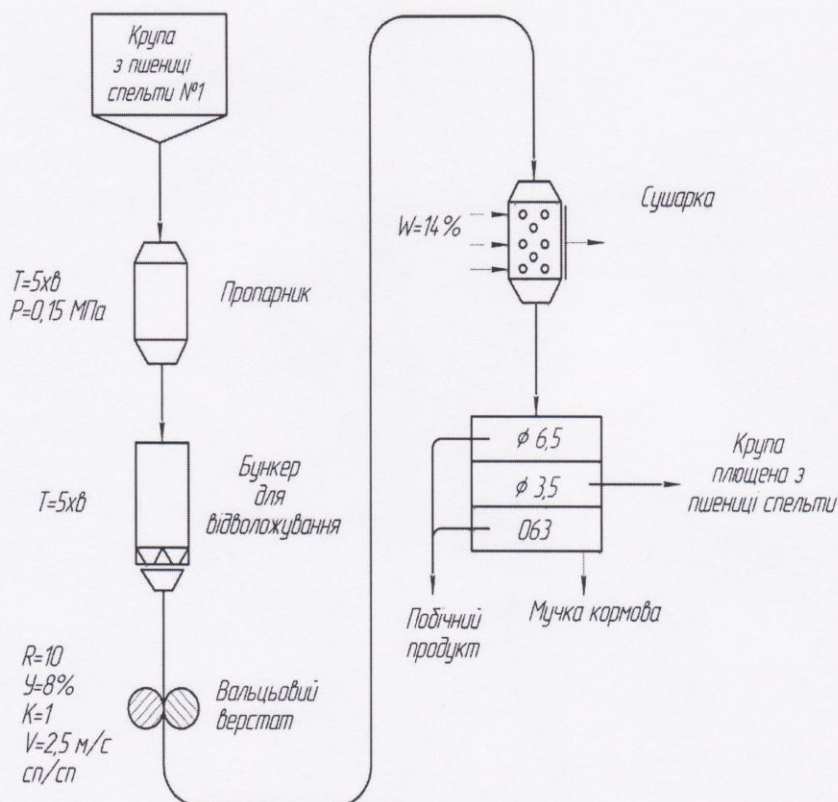 Крупа
з пшениці
спельти №1
Т=5хв
Р=0,15 МПа
Пропарник
Т=5хв
Бункер
для
відволожування
R=10
У=8%
К=1
V=2,5 м/с
сп/сп
Вальцьовий
верстат
W=14%
Сушарка
ϕ 6,5
ϕ 3,5
063
Крупа
плющена з
пшениці спельти
Побічний
продукт
Мучка кормова